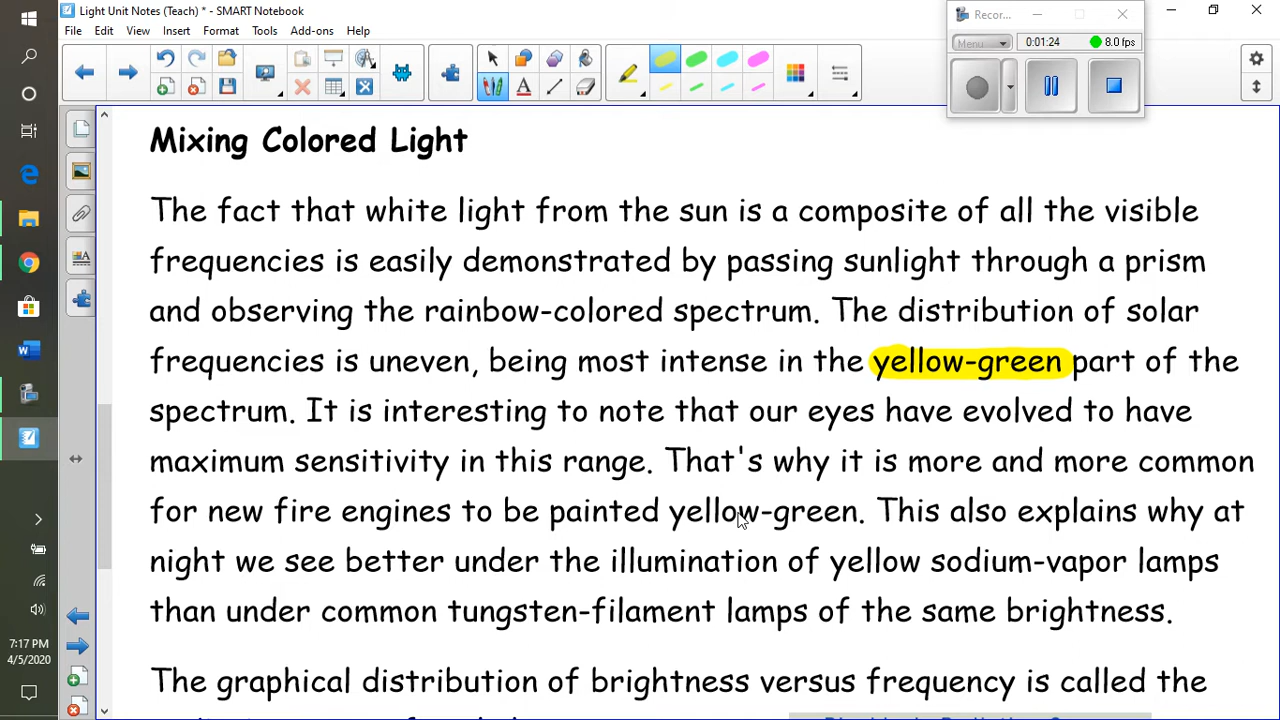 Light Unit Notes (Teach) * - SMART Notebook
File Edit View Insert Format Tools Add-ons Help
Recor...
Menu 0:01:24 8.0 fps
Mixing Colored Light
The fact that white light from the sun is a composite of all the visible
frequencies is easily demonstrated by passing sunlight through a prism
and observing the rainbow-colored spectrum. The distribution of solar
frequencies is uneven, being most intense in the yellow-green part of the
spectrum. It is interesting to note that our eyes have evolved to have
maximum sensitivity in this range. That's why it is more and more common
for new fire engines to be painted yellow-green. This also explains why at
night we see better under the illumination of yellow sodium-vapor lamps
than under common tungsten-filament lamps of the same brightness.
The graphical distribution of brightness versus frequency is called the
7:17 PM
4/5/2020